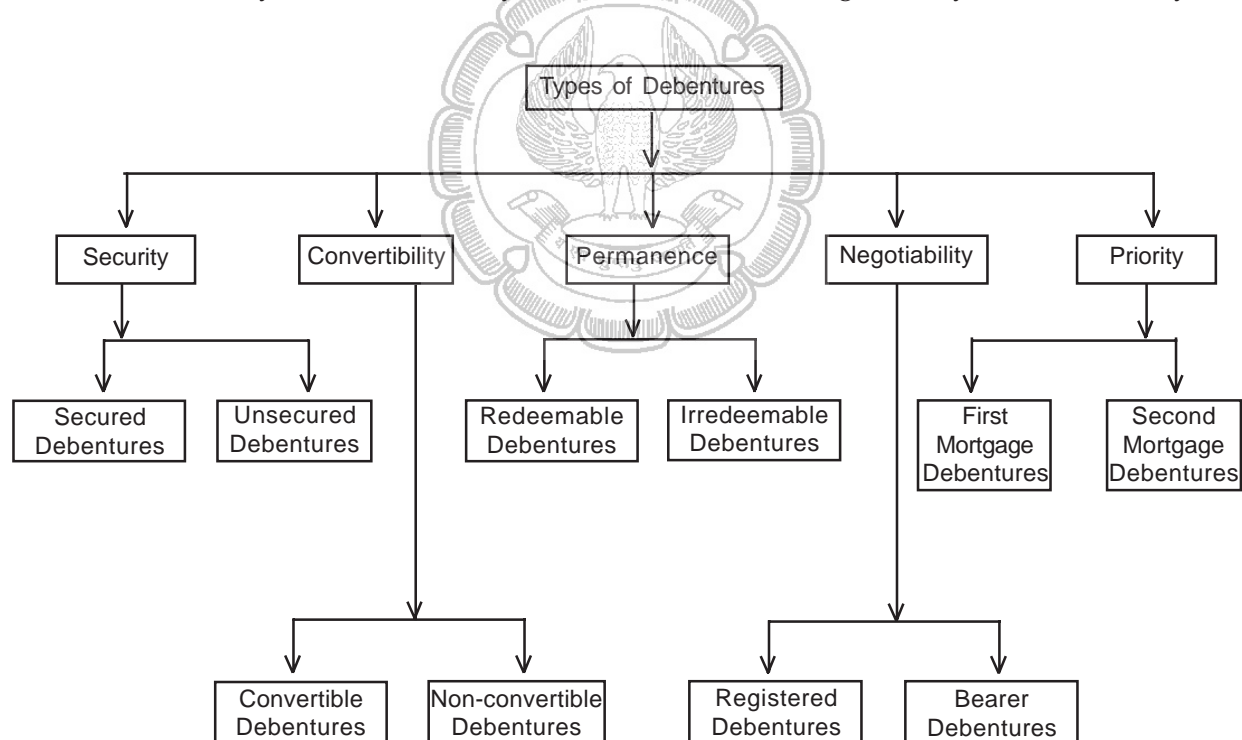 Types of Debentures
Security
Convertibility
Permanence
Negotiability
Priority
Secured
Debentures
Unsecured
Debentures
Redeemable
Debentures
Irredeemable
Debentures
First
Mortgage
Debentures
Second
Mortgage
Debentures
Convertible
Debentures
Non-convertible
Debentures
Registered
Debentures
Bearer
Debentures